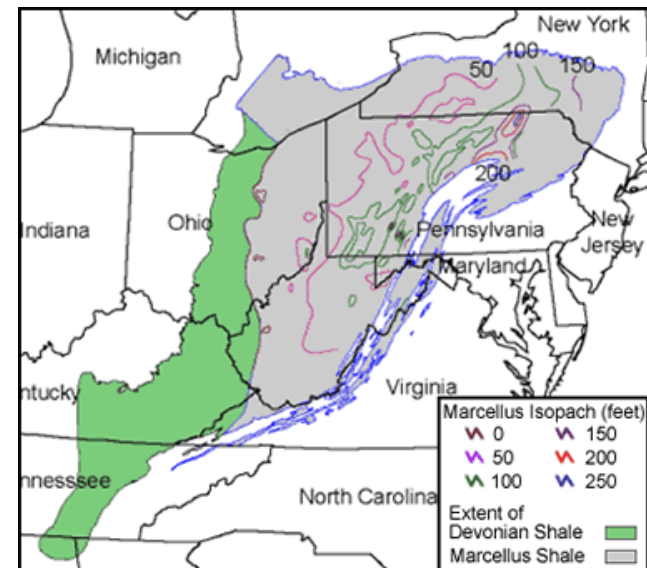 New York
Michigan
100
50
150
200
Indiana
Ohio
Pennsylvania
New
Jersey
Maryland
ntucky
Virginia
nnesssee
North Carolina
Marcellus Isopach (feet)
0
150
50
200
100
250
Extent of
Devonian Shale
Marcellus Shale